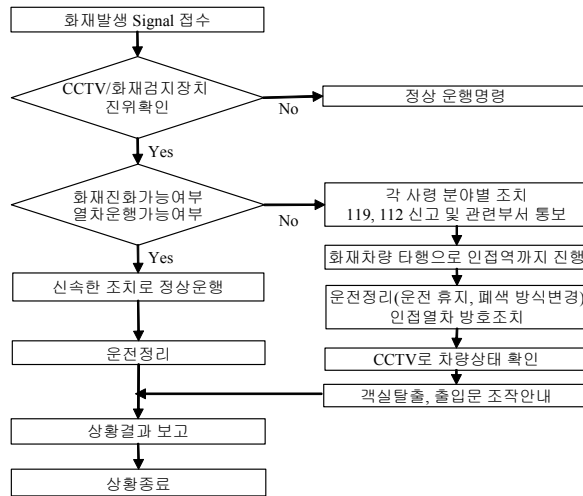 화재발생 Signal 접수
CCTV/화재검지장치
진위확인
No
정상 운행명령
Yes
화재진화가능여부
열차운행가능여부
No
각 사령 분야별 조치
119, 112 신고 및 관련부서 통보
Yes
화재차량 타행으로 인접역까지 진행
신속한 조치로 정상운행
운전정리(운전 휴지, 폐색 방식변경)
인접열차 방호조치
운전정리
CCTV로 차량상태 확인
객실탈출, 출입문 조작안내
상황결과 보고
상황종료